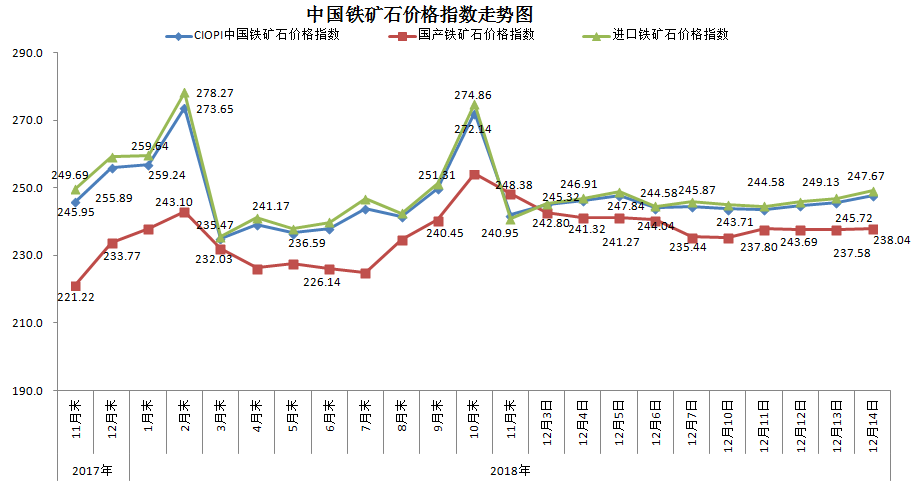 中国铁矿石价格指数走势图
CIOPI中国铁矿石价格指数 国产铁矿石价格指数 进口铁矿石价格指数
290.0
270.0
250.0
230.0
210.0
190.0
249.69
245.95
221.22
255.89
233.77
259.64
259.24
243.10
278.27
273.65
235.47
232.03
241.17
236.59
226.14
251.31
240.45
274.86
272.14
248.38
240.95
245.32
242.80
246.91
241.32
247.84
241.27
244.58
244.04
245.87
235.44
243.71
244.58
237.80
243.69
249.13
245.72
237.58
247.67
238.04
11月末
12月末
1月末
2月末
3月末
4月末
5月末
6月末
7月末
8月末
9月末
10月末
11月末
12月3日
12月4日
12月5日
12月6日
12月7日
12月10日
12月11日
12月12日
12月13日
12月14日
2017年 2018年